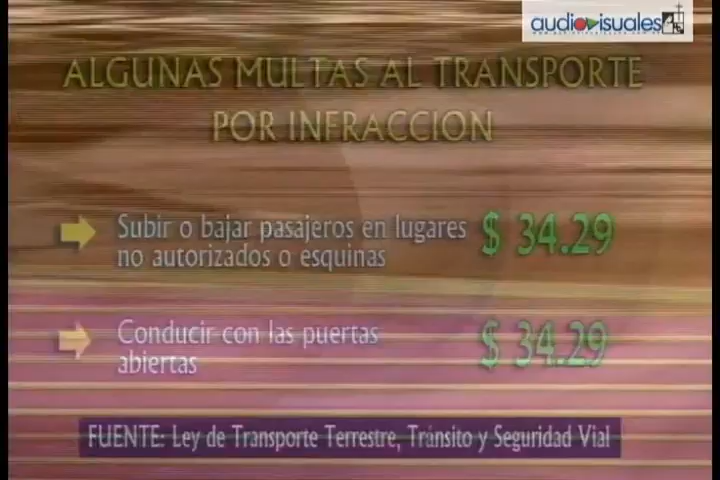 audiovisuales
ALGUNAS MULTAS AL TRANSPORTE
POR INFRACCION
Subir o bajar pasajeros en lugares
no autorizados o esquinas
$ 34.29
Conducir con las puertas
abiertas
$ 34.29
FUENTE: Ley de Transporte Terrestre, Tránsito y Seguridad Vial